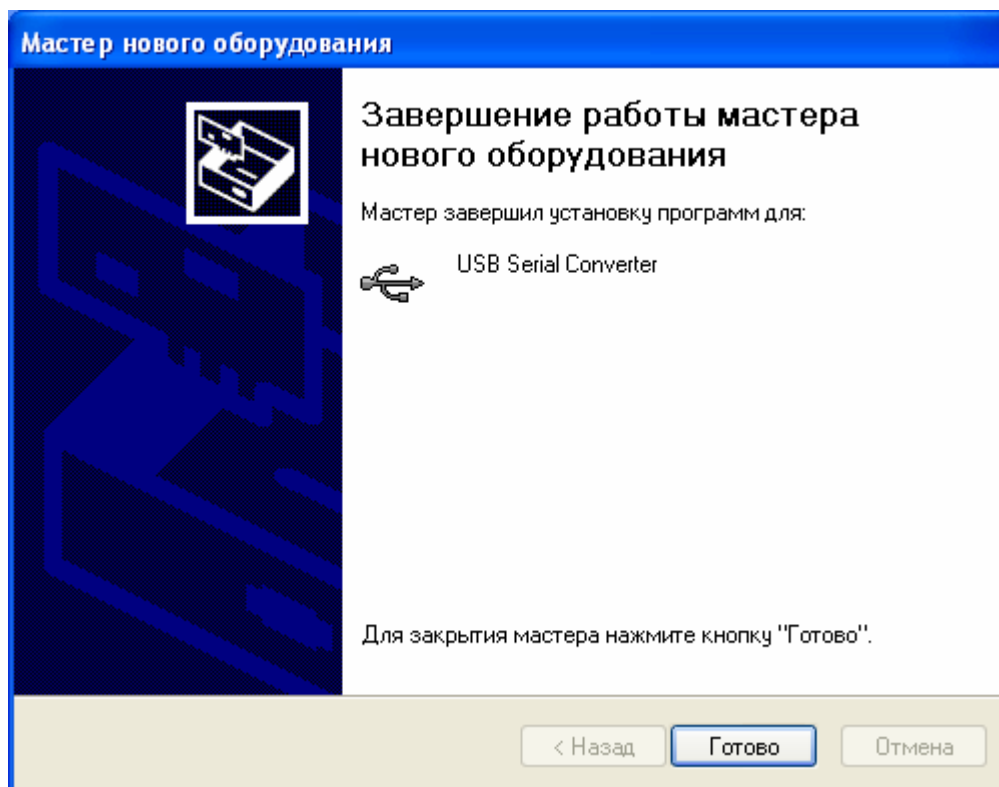 Мастер нового оборудования
Завершение работы мастера
нового оборудования
Мастер завершил установку программ для:
USB Serial Converter
Для закрытия мастера нажмите кнопку "Готово".
< Назад
Готово
Отмена